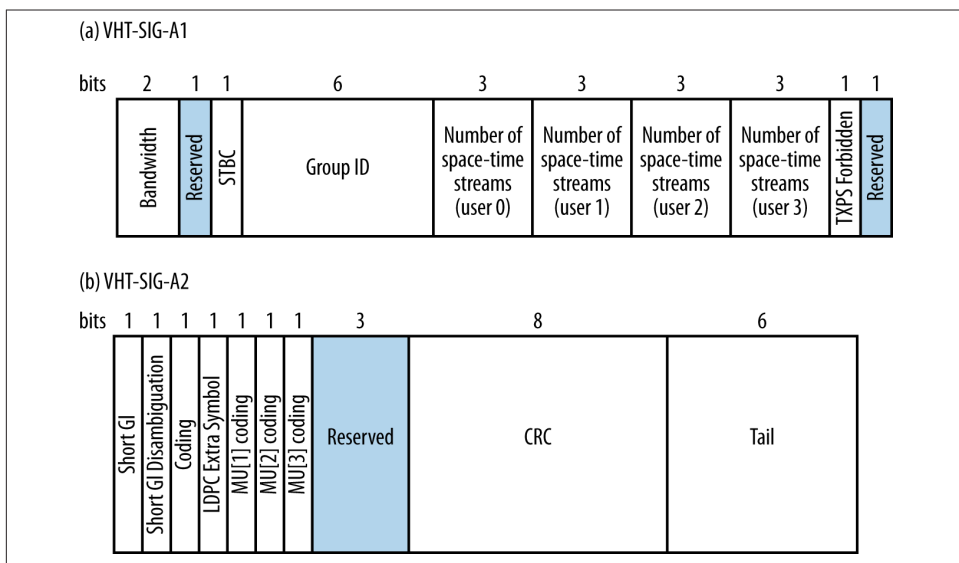 (a) VHT-SIG-A1
bits 2 1 1 6 3 3 3 3 1 1
Bandwidth
Reserved
STBC
Group ID
Number of
space-time
streams
(user 0)
Number of
space-time
streams
(user 1)
Number of
space-time
streams
(user 2)
Number of
space-time
streams
(user 3)
TXPS Forbidden
Reserved
(b) VHT-SIG-A2
bits 1 1 1 1 1 1 1 3 8 6
Short GI
Short GI Disambiguation
Coding
LDPC Extra Symbol
MU[1] coding
MU[2] coding
MU[3] coding
Reserved
CRC
Tail